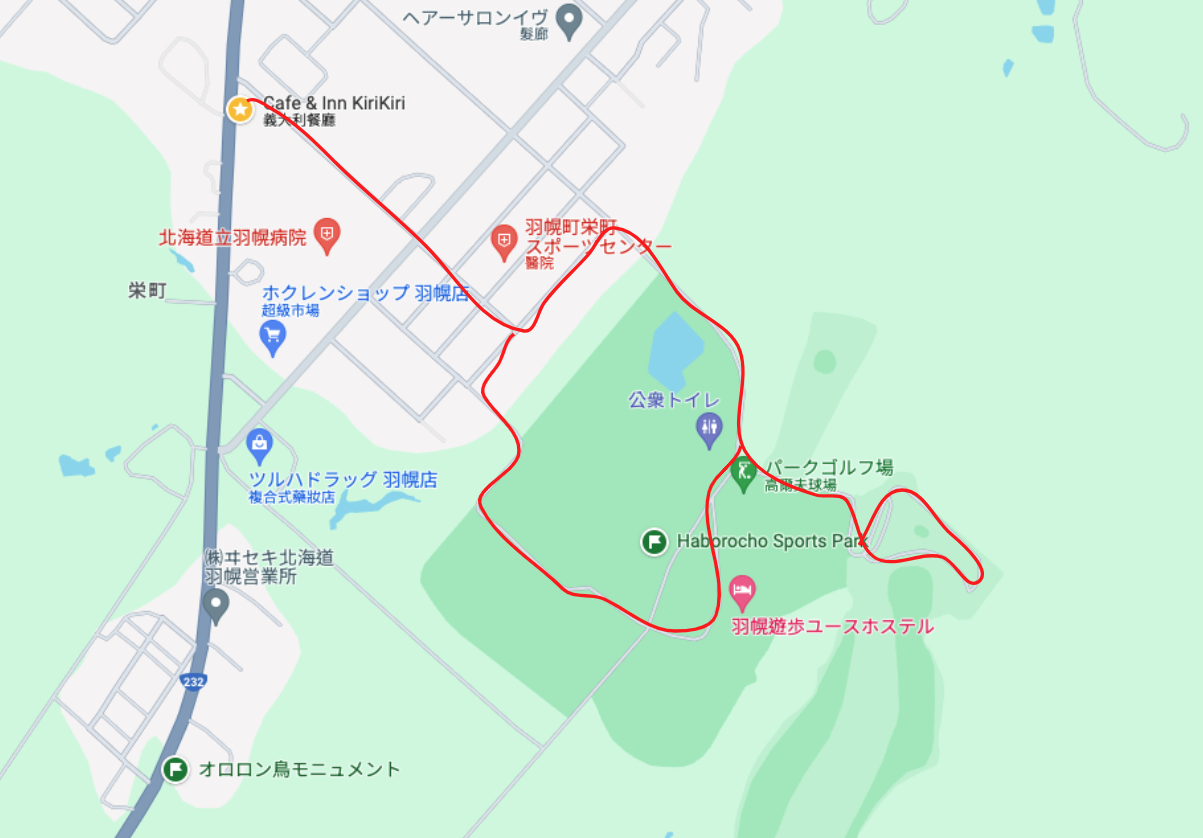 ヘアーサロンイヴ
髮廊
Cafe & Inn KiriKiri
義大利餐廳
羽幌町栄町
スポーツセンター
醫院
北海道立羽幌病院
栄町
ホクレンショップ 羽幌店
超級市場
公衆トイレ
パークゴルフ場
高爾夫球場
ツルハドラッグ 羽幌店
複合式藥妝店
Haborocho Sports Park
㈱ヰセキ北海道
羽幌営業所
羽幌遊歩ユースホステル
232
オロロン鳥モニュメント